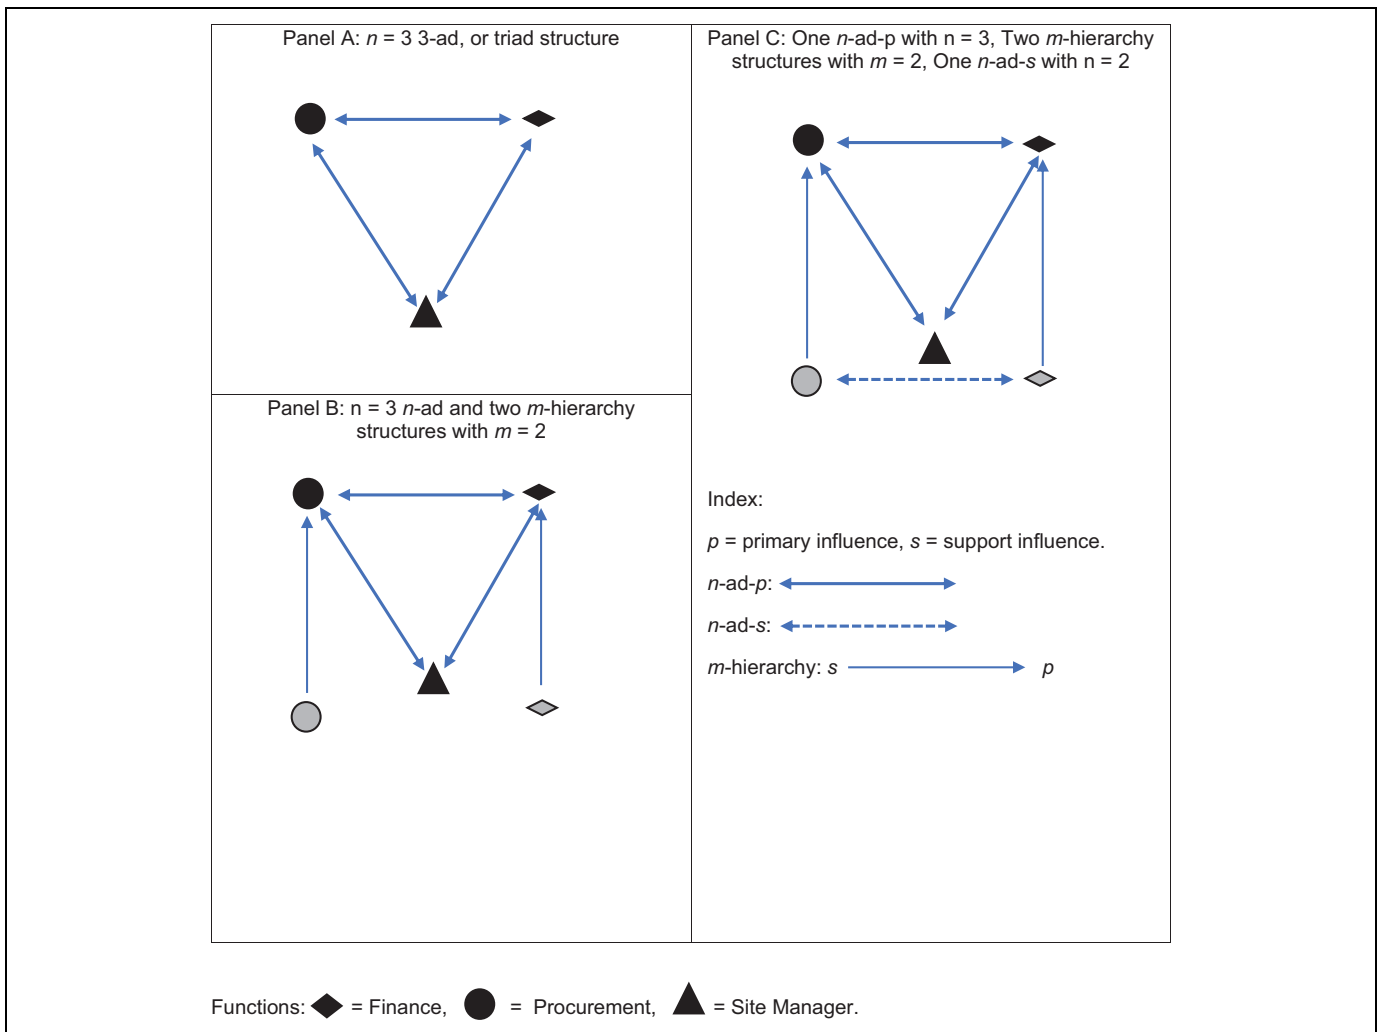 Panel A: n = 3 3-ad, or triad structure
Panel B: n = 3 n-ad and two m-hierarchy
structures with m = 2
Panel C: One n-ad-p with n = 3, Two m-hierarchy
structures with m = 2, One n-ad-s with n = 2
Index:
p = primary influence, s = support influence.
n-ad-p:
n-ad-s:
m-hierarchy: s p
Functions: = Finance, = Procurement, = Site Manager.